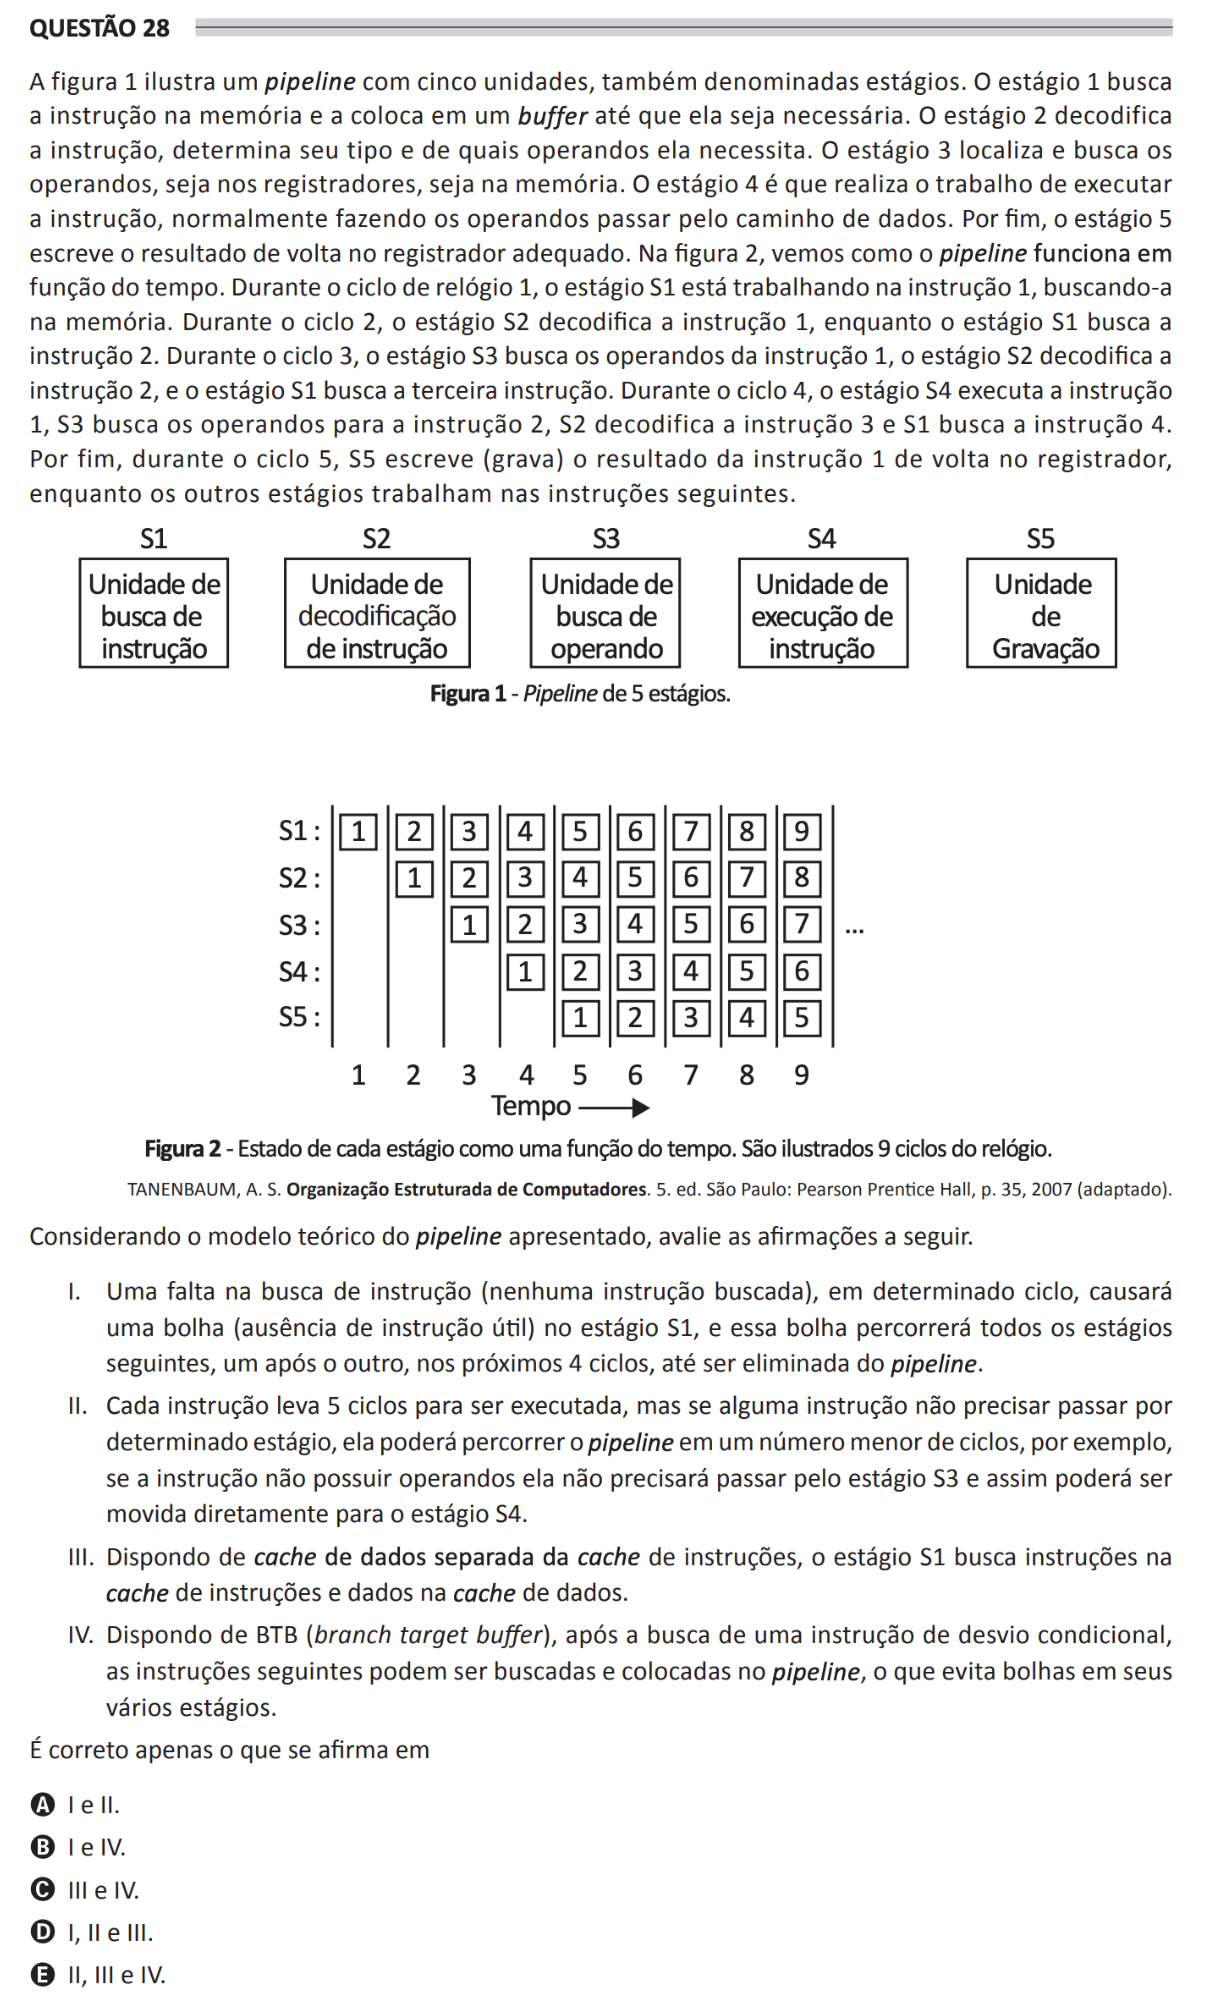 QUESTÃO 28
A figura 1 ilustra um pipeline com cinco unidades, também denominadas estágios. O estágio 1 busca
a instrução na memória e a coloca em um buffer até que ela seja necessária. O estágio 2 decodifica
a instrução, determina seu tipo e de quais operandos ela necessita. O estágio 3 localiza e busca os
operandos, seja nos registradores, seja na memória. O estágio 4 é que realiza o trabalho de executar
a instrução, normalmente fazendo os operandos passar pelo caminho de dados. Por fim, o estágio 5
escreve o resultado de volta no registrador adequado. Na figura 2, vemos como o pipeline funciona em
função do tempo. Durante o ciclo de relógio 1, o estágio S1 está trabalhando na instrução 1, buscando-a
na memória. Durante o ciclo 2, o estágio S2 decodifica a instrução 1, enquanto o estágio S1 busca a
instrução 2. Durante o ciclo 3, o estágio S3 busca os operandos da instrução 1, o estágio S2 decodifica a
instrução 2, e o estágio S1 busca a terceira instrução. Durante o ciclo 4, o estágio S4 executa a instrução
1, S3 busca os operandos para a instrução 2, S2 decodifica a instrução 3 e S1 busca a instrução 4.
Por fim, durante o ciclo 5, S5 escreve (grava) o resultado da instrução 1 de volta no registrador,
enquanto os outros estágios trabalham nas instruções seguintes.
S1 S2 S3 S4 S5
Unidade de Unidade de Unidade de Unidade de Unidade
busca de decodificação busca de execução de de
instrução de instrução operando instrução Gravação
Figura 1 - Pipeline de 5 estágios.
S1 : 1 2 3 4 5 6 7 8 9
S2 : 1 2 3 4 5 6 7 8
S3 : 1 2 3 4 5 6 7 ...
S4 : 1 2 3 4 5 6
S5 : 1 2 3 4 5
1 2 3 4 5 6 7 8 9
Tempo
Figura 2 - Estado de cada estágio como uma função do tempo. São ilustrados 9 ciclos do relógio.
TANENBAUM, A. S. Organização Estruturada de Computadores. 5. ed. São Paulo: Pearson Prentice Hall, p. 35, 2007 (adaptado).
Considerando o modelo teórico do pipeline apresentado, avalie as afirmações a seguir.
I. Uma falta na busca de instrução (nenhuma instrução buscada), em determinado ciclo, causará
uma bolha (ausência de instrução útil) no estágio S1, e essa bolha percorrerá todos os estágios
seguintes, um após o outro, nos próximos 4 ciclos, até ser eliminada do pipeline.
II. Cada instrução leva 5 ciclos para ser executada, mas se alguma instrução não precisar passar por
determinado estágio, ela poderá percorrer o pipeline em um número menor de ciclos, por exemplo,
se a instrução não possuir operandos ela não precisará passar pelo estágio S3 e assim poderá ser
movida diretamente para o estágio S4.
III. Dispondo de cache de dados separada da cache de instruções, o estágio S1 busca instruções na
cache de instruções e dados na cache de dados.
IV. Dispondo de BTB (branch target buffer), após a busca de uma instrução de desvio condicional,
as instruções seguintes podem ser buscadas e colocadas no pipeline, o que evita bolhas em seus
vários estágios.
É correto apenas o que se afirma em
A I e II.
B I e IV.
C III e IV.
D I, II e III.
E II, III e IV.